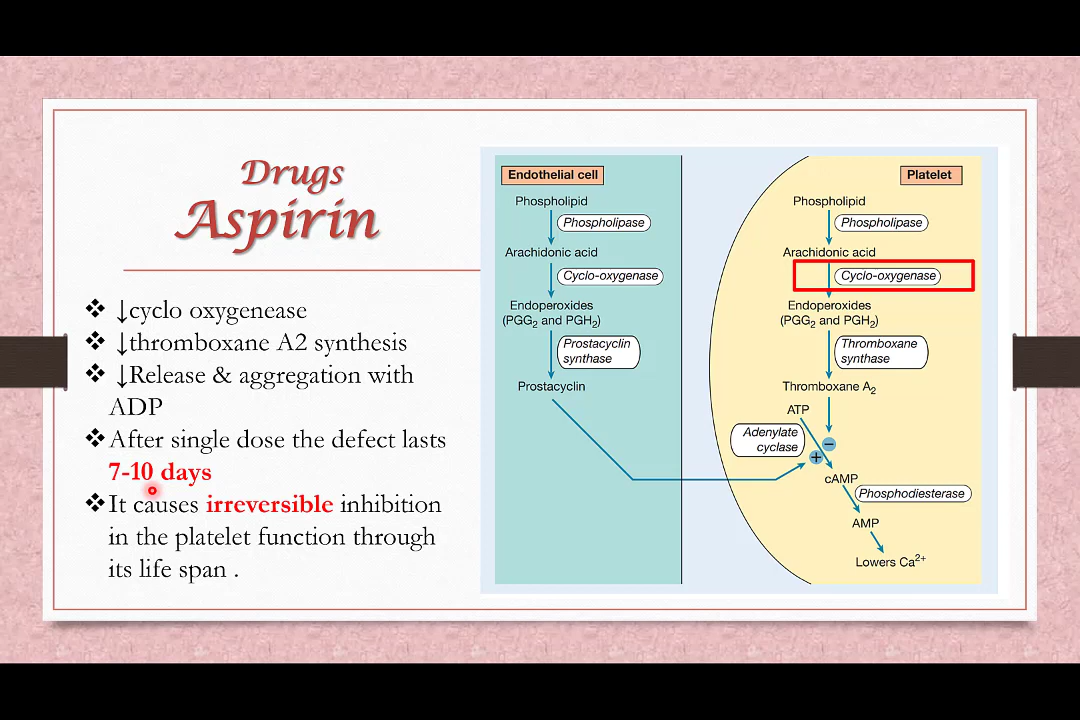 Drugs
Aspirin
❖ ↓cyclo oxygenease
❖ ↓thromboxane A2 synthesis
❖ ↓Release & aggregation with
ADP
❖After single dose the defect lasts
7-10 days
❖It causes irreversible inhibition
in the platelet function through
its life span .
Endothelial cell
Phospholipid
Phospholipase
Arachidonic acid
Cyclo-oxygenase
Endoperoxides
(PGG₂ and PGH₂)
Prostacyclin
synthase
Prostacyclin
Platelet
Phospholipid
Phospholipase
Arachidonic acid
Cyclo-oxygenase
Endoperoxides
(PGG₂ and PGH₂)
Thromboxane
synthase
Thromboxane A₂
ATP
Adenylate
cyclase
−
+
cAMP
Phosphodiesterase
AMP
Lowers Ca²⁺